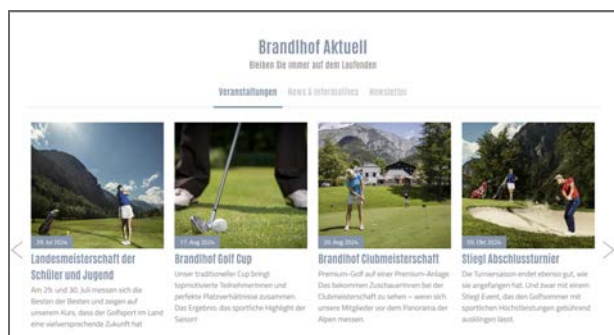 Brandlhof Aktuell
Bleiben Sie immer auf dem Laufenden
Veranstaltungen News & Informatives Newsletter
29. Jul 2024
Landesmeisterschaft der
Schüler und Jugend
Am 29. und 30. Juli messen sich die
Besten der Besten und zeigen auf
unserem Kurs, dass der Golfsport im Land
eine vielversprechende Zukunft hat
17. Aug 2024
Brandlhof Golf Cup
Unser traditioneller Cup bringt
topmotivierte TeilnehmerInnen und
perfekte Platzverhältnisse zusammen.
Das Ergebnis: das sportliche Highlight der
Saison!
20. Aug 2024
Brandlhof Clubmeisterschaft
Premium-Golf auf einer Premium-Anlage:
Das bekommen ZuschauerInnen bei der
Clubmeisterschaft zu sehen – wenn sich
unsere Mitglieder vor dem Panorama der
Alpen messen.
09. Okt 2024
Stiegl Abschlussturnier
Die Turniersaison endet ebenso gut, wie
sie angefangen hat. Und zwar mit einem
Stiegl Event, das den Golfsommer mit
sportlichen Höchstleistungen gebührend
ausklingen lässt.